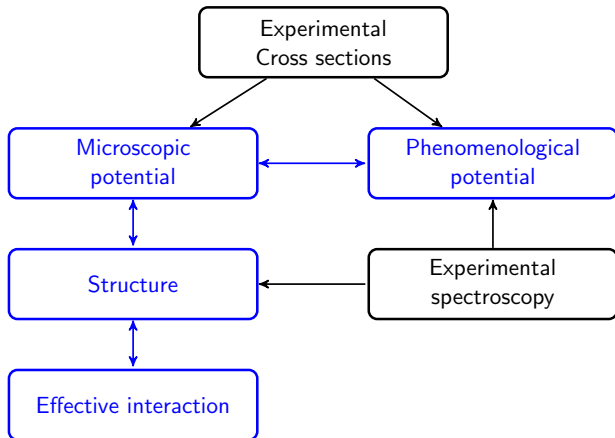 Experimental
Cross sections
Microscopic
potential
Phenomenological
potential
Structure
Experimental
spectroscopy
Effective interaction